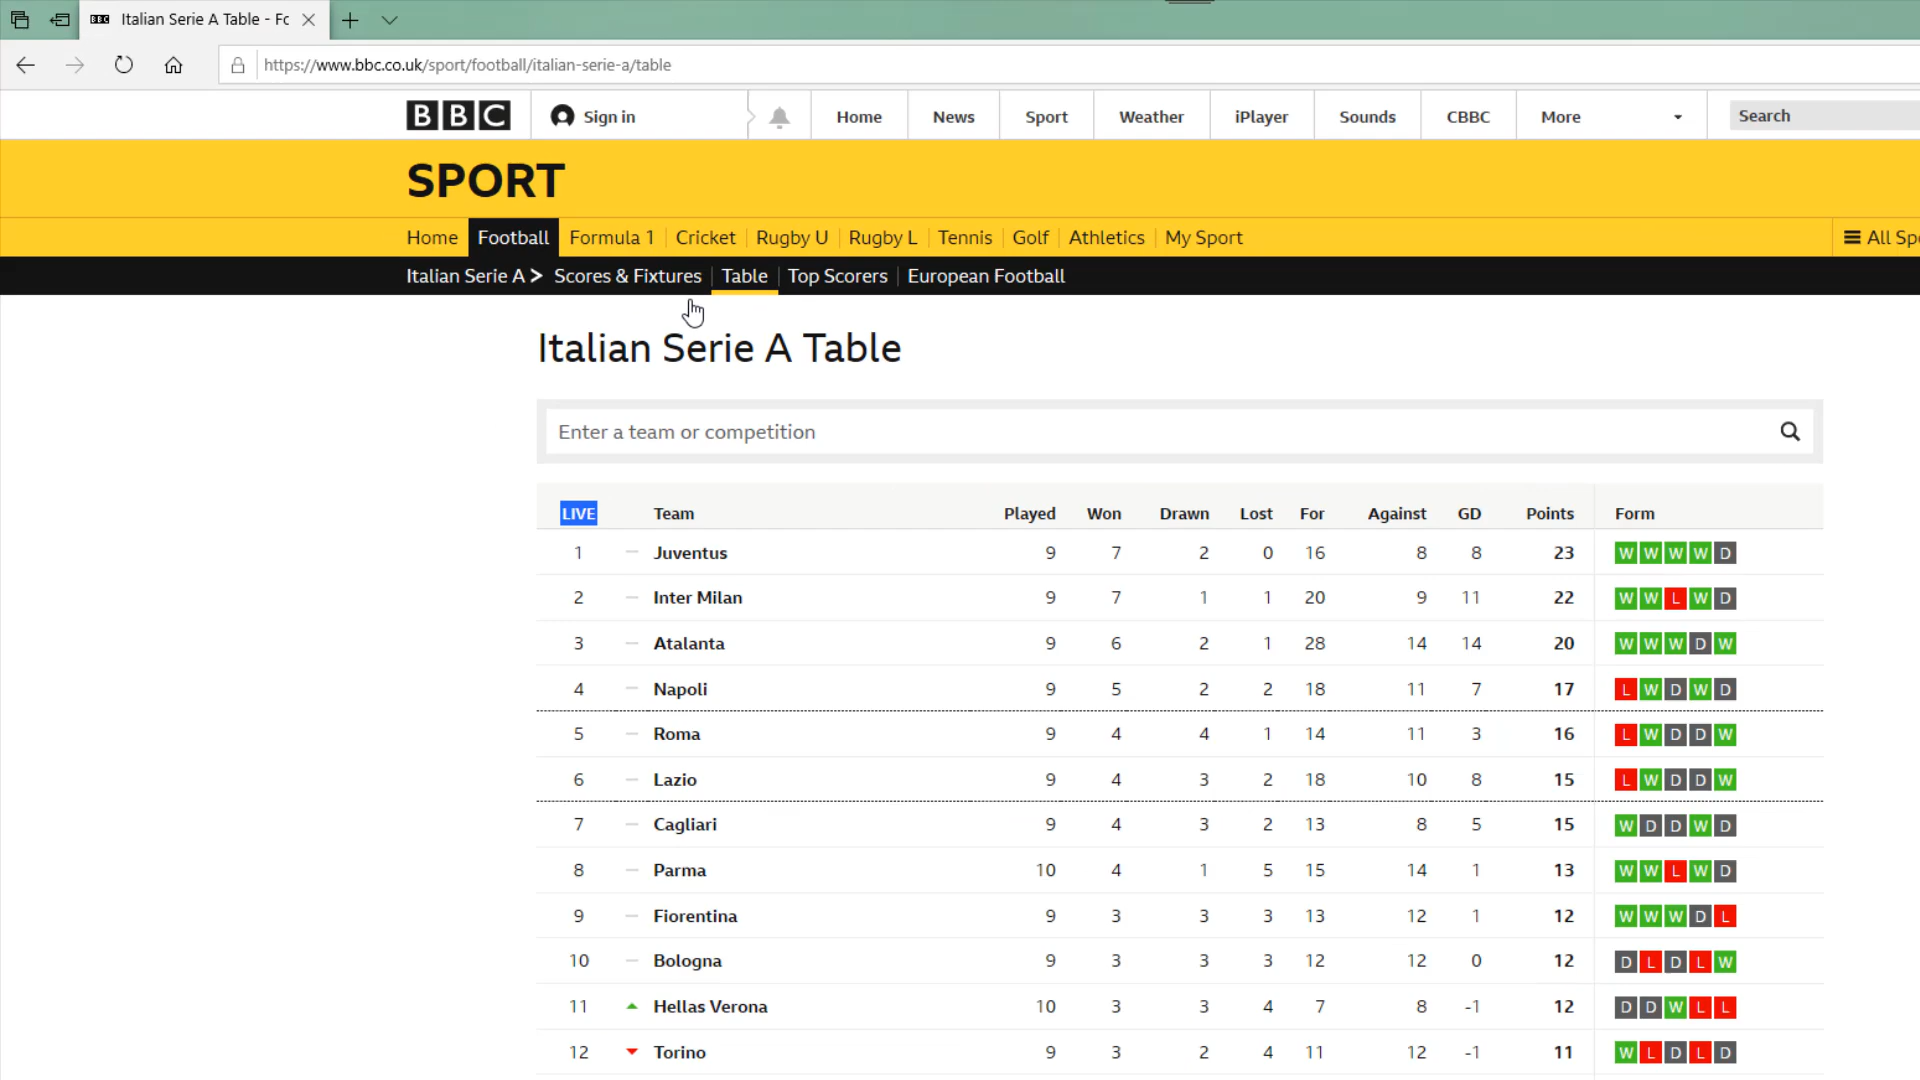 BBC Italian Serie A Table - Fc
https://www.bbc.co.uk/sport/football/italian-serie-a/table
BBC Sign in Home News Sport Weather iPlayer Sounds CBBC More Search
SPORT
Home Football Formula 1 Cricket Rugby U Rugby L Tennis Golf Athletics My Sport All Spo
Italian Serie A Scores & Fixtures Table Top Scorers European Football
Italian Serie A Table
Enter a team or competition
LIVE Team Played Won Drawn Lost For Against GD Points Form
1 Juventus 9 7 2 0 16 8 8 23 W W W W D
2 Inter Milan 9 7 1 1 20 9 11 22 W W L W D
3 Atalanta 9 6 2 1 28 14 14 20 W W W D W
4 Napoli 9 5 2 2 18 11 7 17 L W D W D
5 Roma 9 4 4 1 14 11 3 16 L W D D W
6 Lazio 9 4 3 2 18 10 8 15 L W D D W
7 Cagliari 9 4 3 2 13 8 5 15 W D D W D
8 Parma 10 4 1 5 15 14 1 13 W W L W D
9 Fiorentina 9 3 3 3 13 12 1 12 W W W D L
10 Bologna 9 3 3 3 12 12 0 12 D L D L W
11 Hellas Verona 10 3 3 4 7 8 -1 12 D D W L L
12 Torino 9 3 2 4 11 12 -1 11 W L D L D